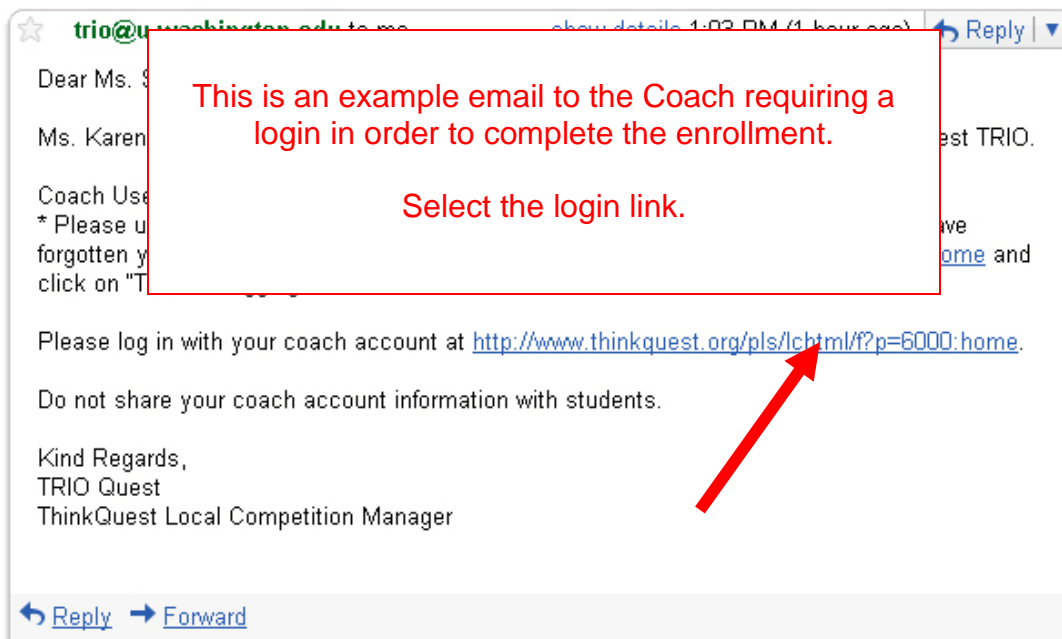 trio@u.washington.edu to me show details 1:03 PM (1 hour ago) Reply
Dear Ms.
This is an example email to the Coach requiring a
login in order to complete the enrollment.
Select the login link.
Ms. Karen est TRIO.
Coach Use
* Please u ave
forgotten y ome and
click on "T
Please log in with your coach account at http://www.thinkquest.org/pls/lchtml/f?p=6000:home.
Do not share your coach account information with students.
Kind Regards,
TRIO Quest
ThinkQuest Local Competition Manager
Reply Forward